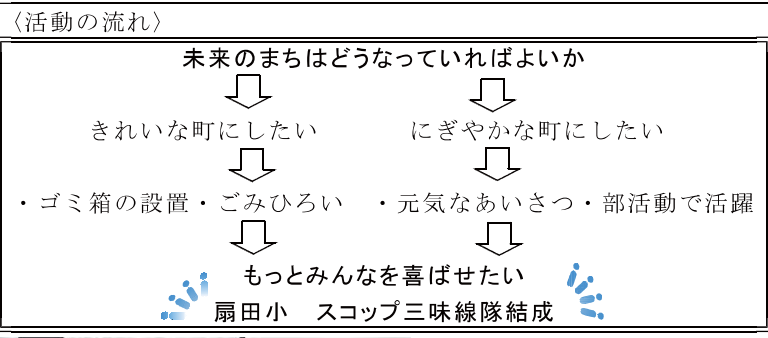 〈活動の流れ〉
未来のまちはどうなっていればよいか
きれいな町にしたい　にぎやかな町にしたい
・ゴミ箱の設置・ごみひろい　・元気なあいさつ・部活動で活躍
もっとみんなを喜ばせたい
扇田小　スコップ三味線隊結成